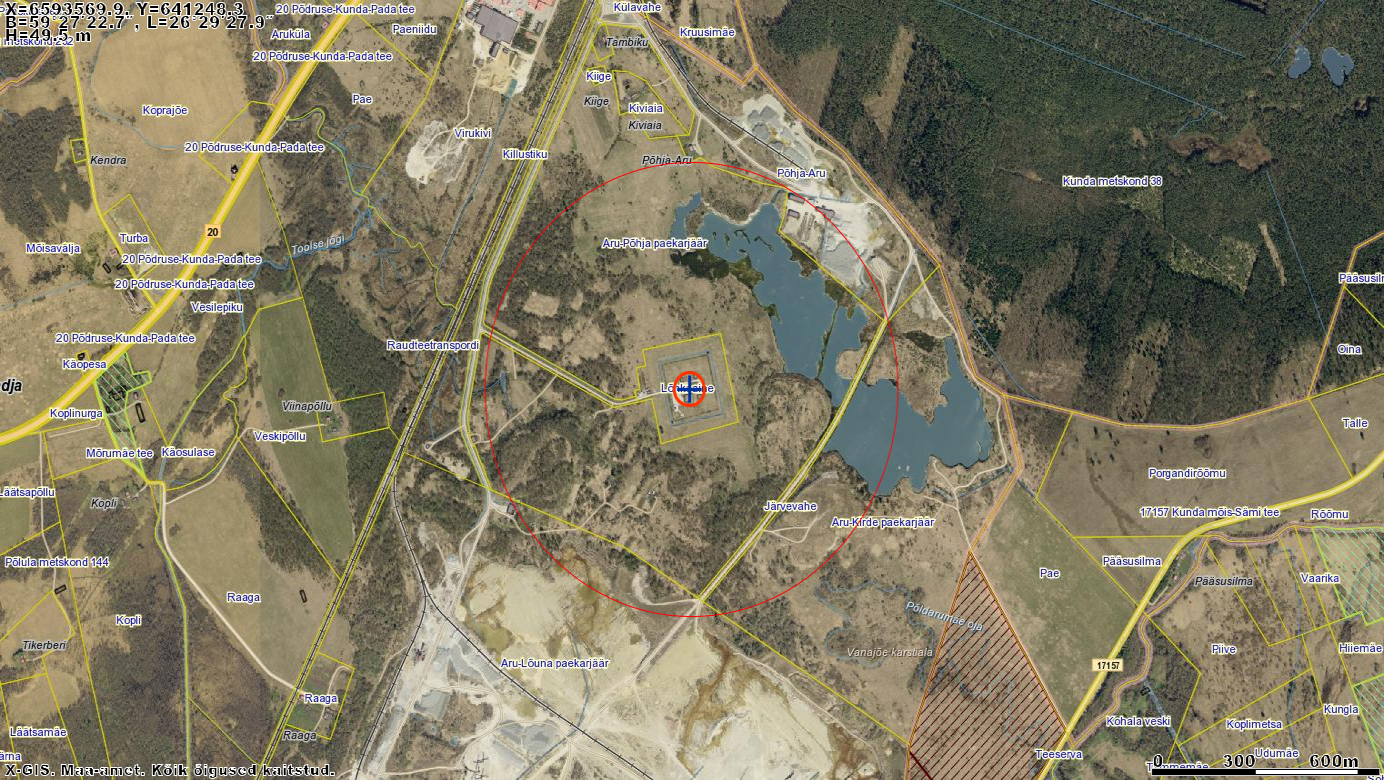 X=6593569.9, Y=641248.3
B=59°27'22.7", L=26°29'27.9"
H=49.5 m
20 Põdruse-Kunda-Pada tee
Külavahe
Aruküla
Paeniidu
Kruusimäe
Tambiku
20 Põdruse-Kunda-Pada tee
Kiige
Pae
Kiige
Koprajõe
Kiviaia
Kiviaia
Virukivi
20 Põdruse-Kunda-Pada tee
Killustiku
Kendra
Põhja-Aru
Põhja-Aru
Kunda metskond 38
20
Turba
Toolse jõgi
Mõisavälja
Aru-Põhja paekarjäär
20 Põdruse-Kunda-Pada tee
20 Põdruse-Kunda-Pada tee
Vesilepiku
20 Põdruse-Kunda-Pada tee
Raudteetranspordi
Oina
Käopesa
dja
Viinapõllu
Koplinurga
Talle
Veskipõllu
Mõrumäe tee
Käosulase
Porgandirõõmu
Läätsapõllu
Kopli
Järvevahe
17157 Kunda mõis-Sämi tee
Rõõmu
Aru-Kirde paekarjäär
Põlula metskond 144
Pääsusilma
Pae
Pääsusilma
Vaarika
Raaga
Põldarumäe oja
Kopli
Tikerberi
Vanajõe karstiala
Piive
Hiiemäe
Aru-Lõuna paekarjäär
17157
Raaga
Kungla
Kohala veski
Koplimetsa
Läätsamäe
Raaga
Teeserva
Udumäe
0 300 600m
X-GIS. Maa-amet. Kõik õigused kaitstud.